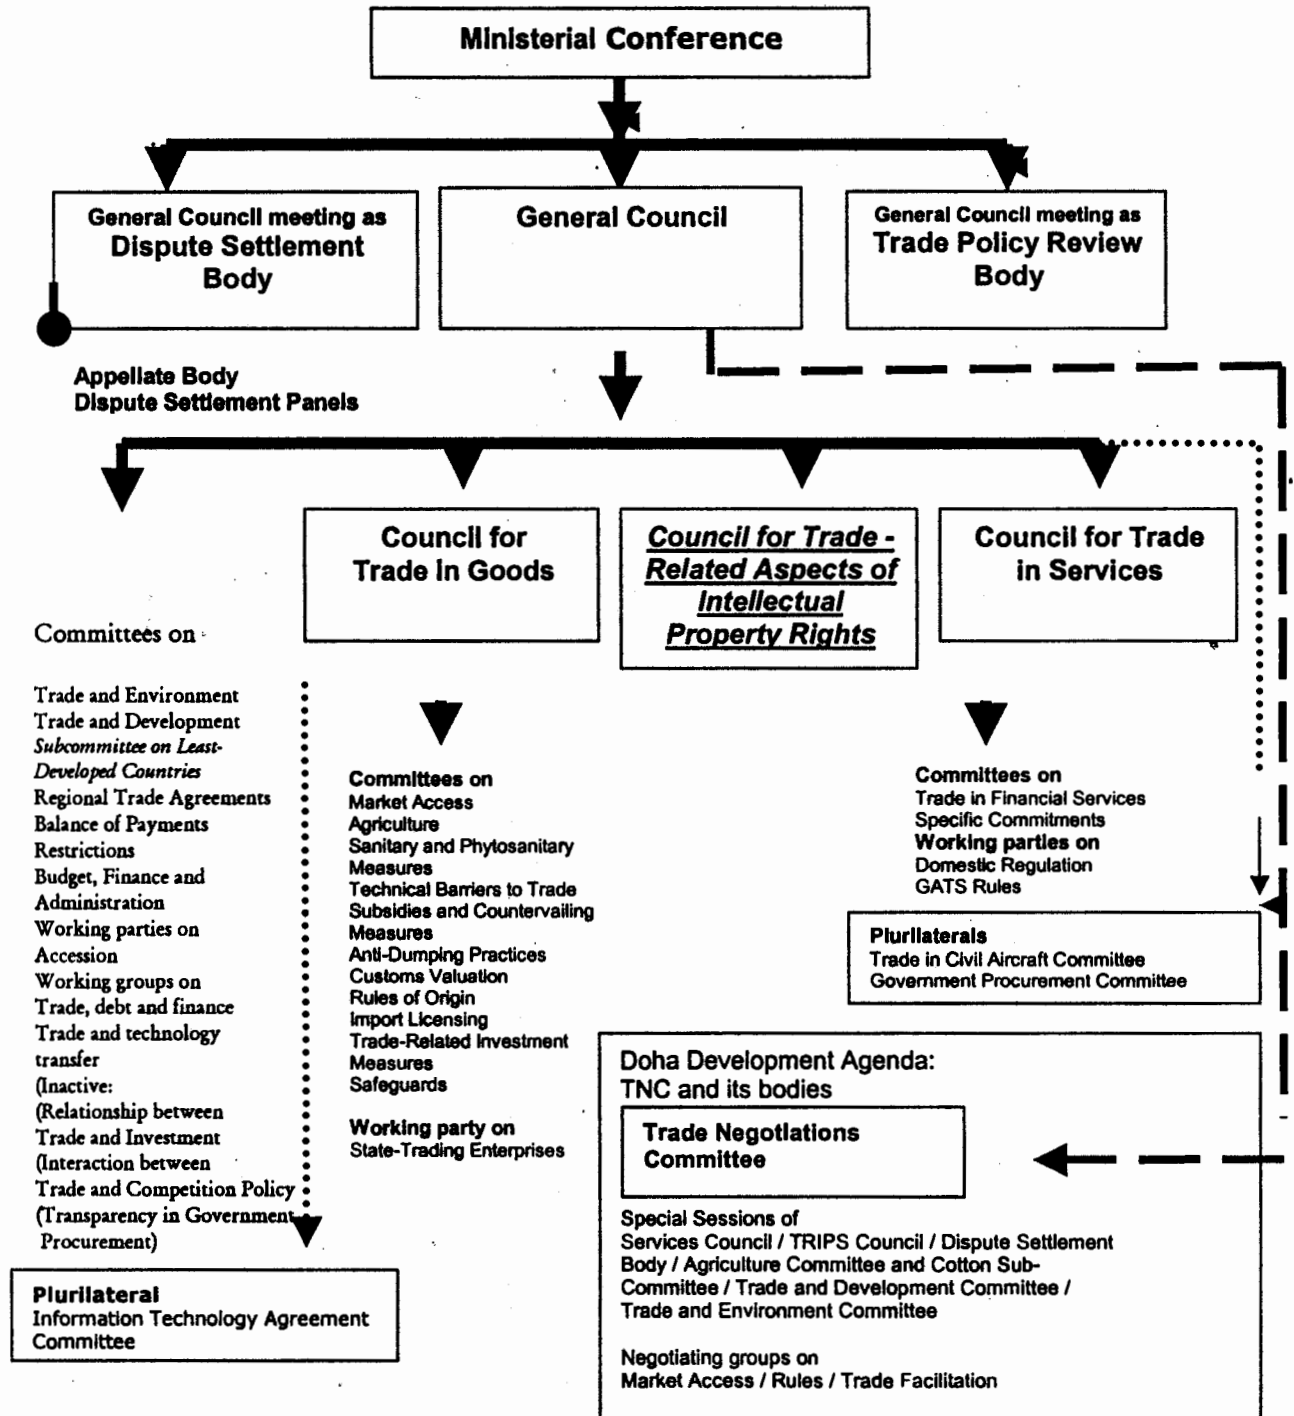 Ministerial Conference
General Council meeting as
Dispute Settlement
Body
General Council
General Council meeting as
Trade Policy Review
Body
Appellate Body
Dispute Settlement Panels
Council for
Trade in Goods
Council for Trade -
Related Aspects of
Intellectual
Property Rights
Council for Trade
in Services
Committees on
Trade and Environment
Trade and Development
Subcommittee on Least-
Developed Countries
Regional Trade Agreements
Balance of Payments
Restrictions
Budget, Finance and
Administration
Working parties on
Accession
Working groups on
Trade, debt and finance
Trade and technology
transfer
(Inactive:
(Relationship between
Trade and Investment
(Interaction between
Trade and Competition Policy
(Transparency in Government
Procurement)
Plurilateral
Information Technology Agreement
Committee
Committees on
Market Access
Agriculture
Sanitary and Phytosanitary
Measures
Technical Barriers to Trade
Subsidies and Countervailing
Measures
Anti-Dumping Practices
Customs Valuation
Rules of Origin
Import Licensing
Trade-Related Investment
Measures
Safeguards
Working party on
State-Trading Enterprises
Committees on
Trade in Financial Services
Specific Commitments
Working parties on
Domestic Regulation
GATS Rules
Plurilaterals
Trade in Civil Aircraft Committee
Government Procurement Committee
Doha Development Agenda:
TNC and its bodies
Trade Negotiations
Committee
Special Sessions of
Services Council / TRIPS Council / Dispute Settlement
Body / Agriculture Committee and Cotton Sub-
Committee / Trade and Development Committee /
Trade and Environment Committee
Negotiating groups on
Market Access / Rules / Trade Facilitation